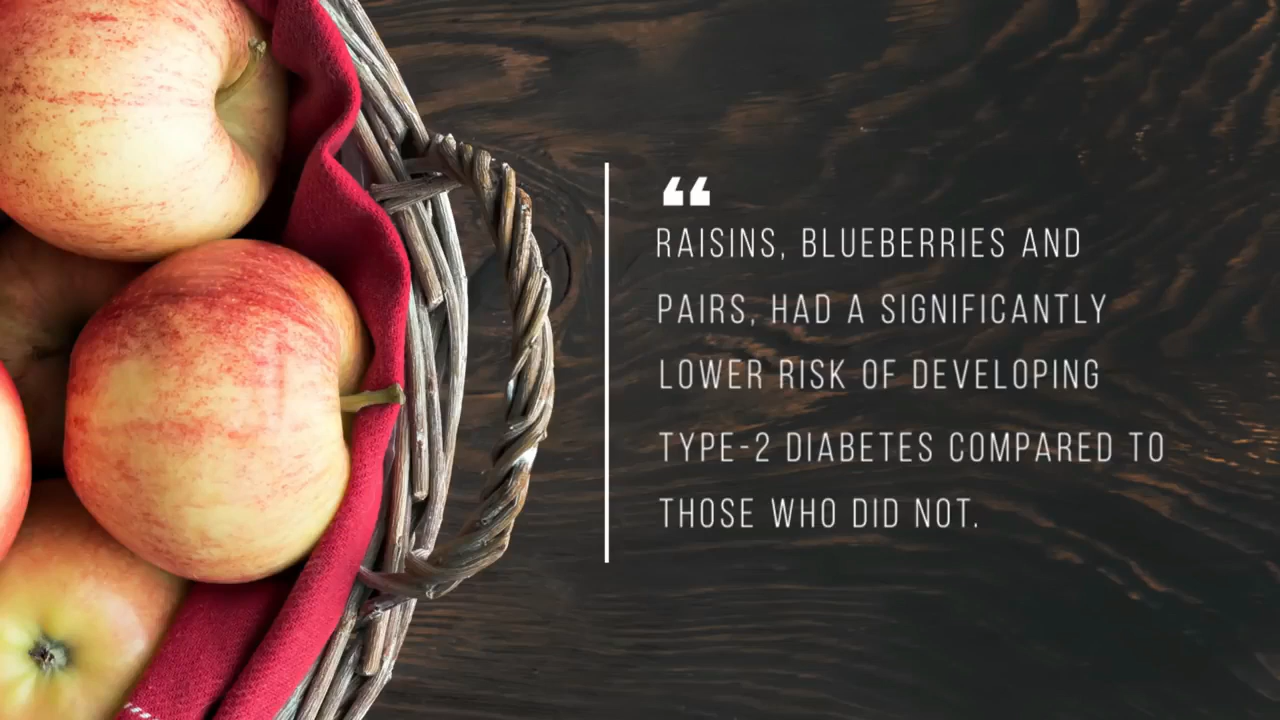 “
RAISINS, BLUEBERRIES AND
PAIRS, HAD A SIGNIFICANTLY
LOWER RISK OF DEVELOPING
TYPE-2 DIABETES COMPARED TO
THOSE WHO DID NOT.